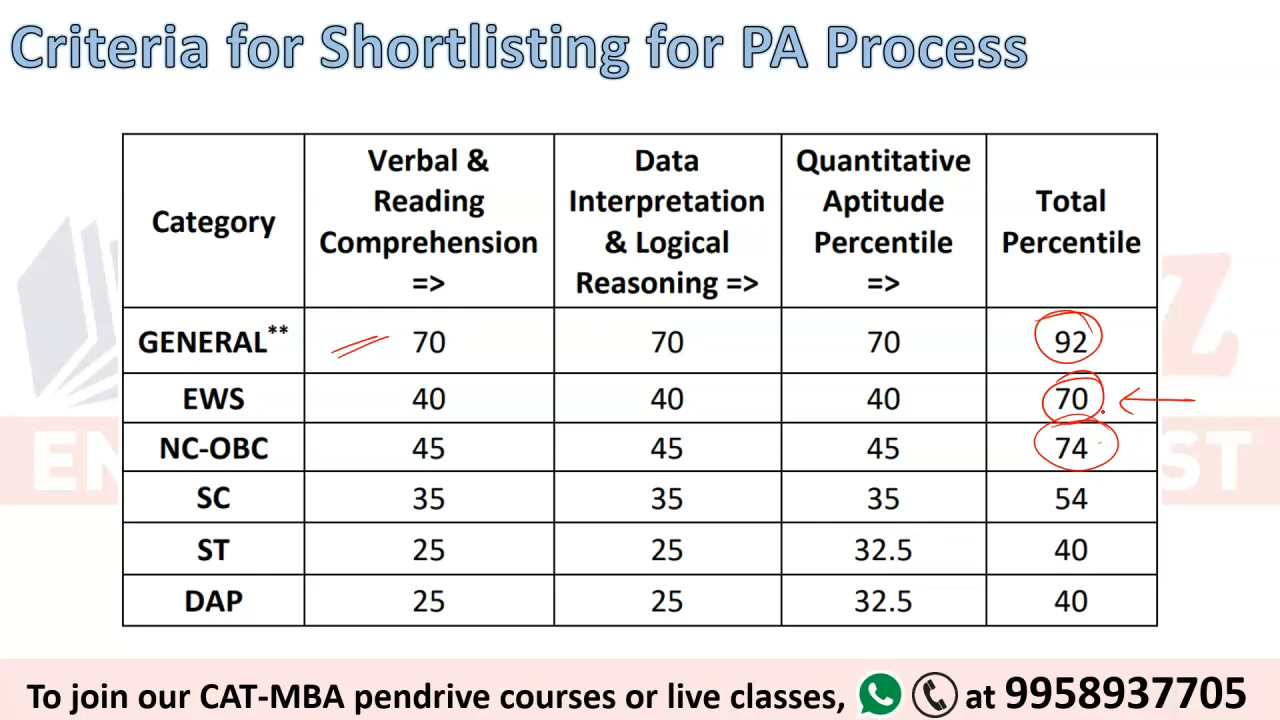 Criteria for Shortlisting for PA Process
Category
Verbal &
Reading
Comprehension
=>
Data
Interpretation
& Logical
Reasoning =>
Quantitative
Aptitude
Percentile
=>
Total
Percentile
GENERAL** 70 70 70 92
EWS 40 40 40 70
NC-OBC 45 45 45 74
SC 35 35 35 54
ST 25 25 32.5 40
DAP 25 25 32.5 40
To join our CAT-MBA pendrive courses or live classes, at 9958937705